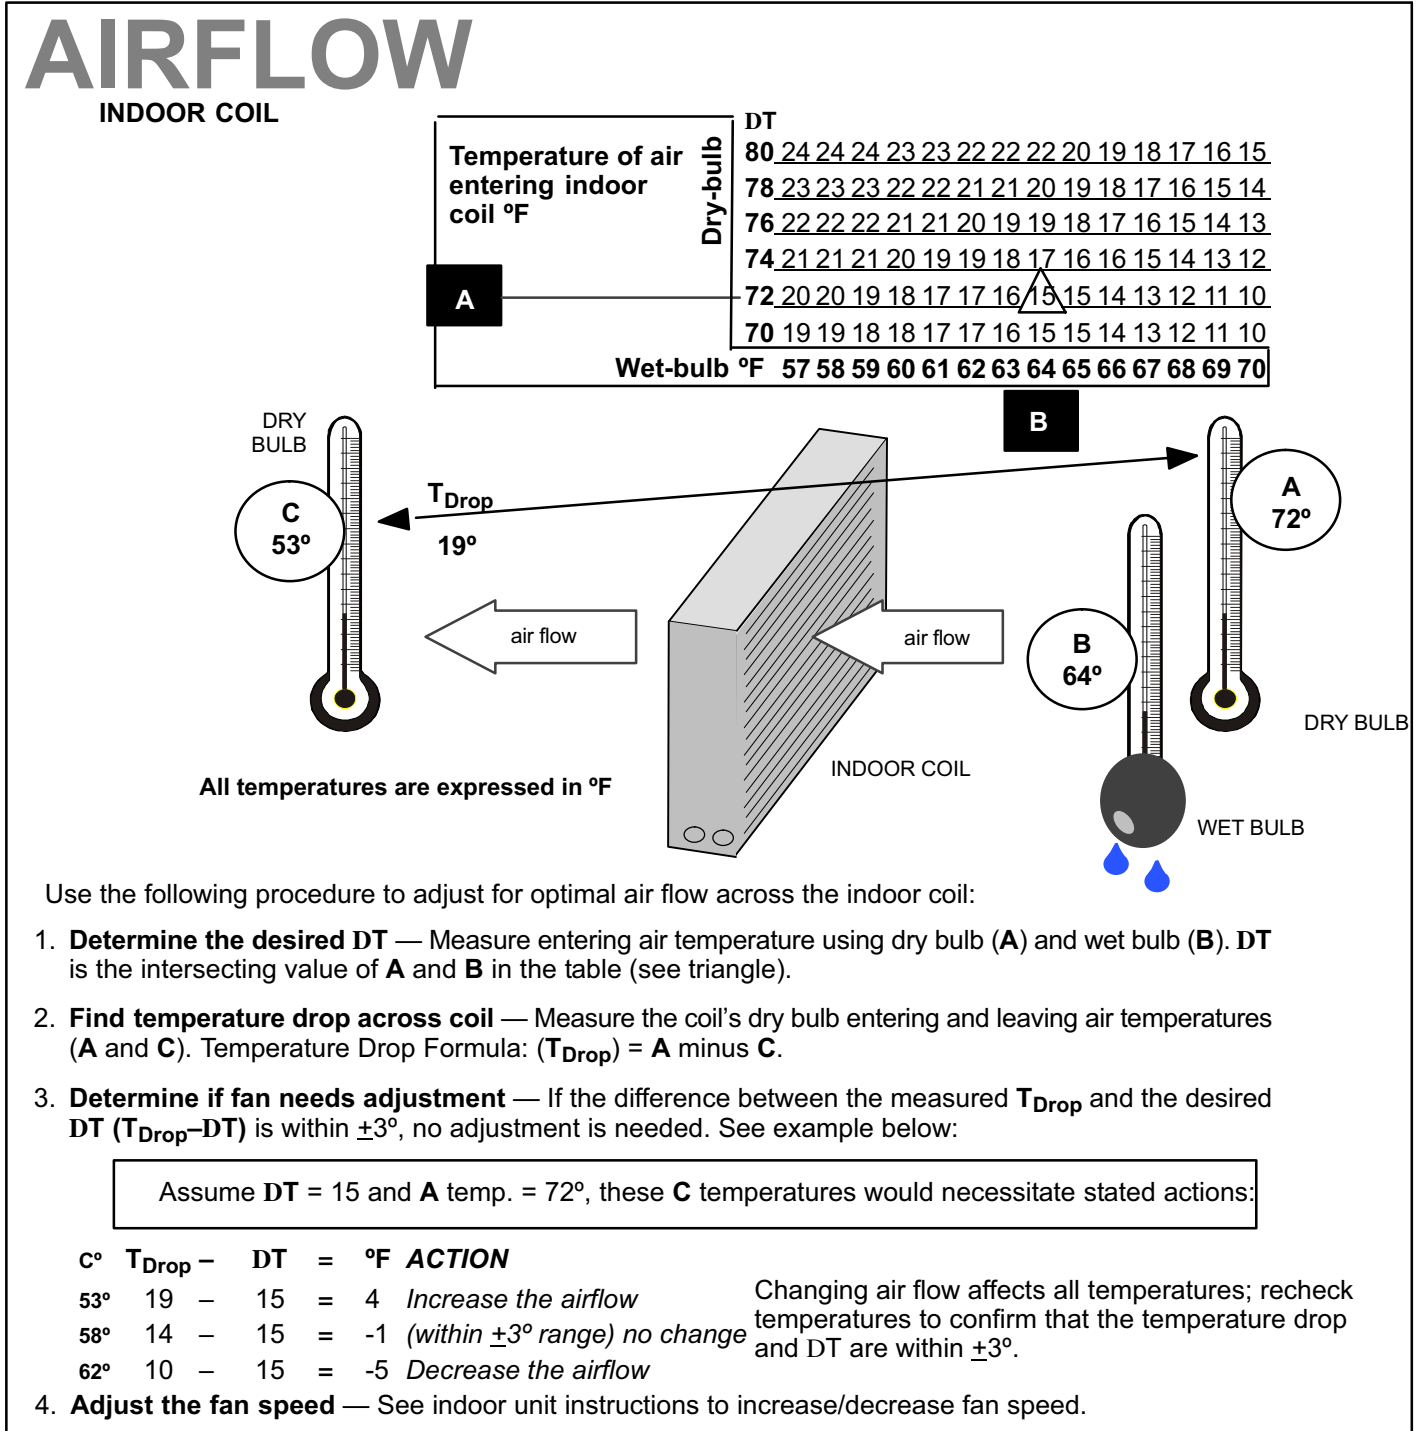 AIRFLOW
INDOOR COIL
Temperature of air
entering indoor
coil ºF
Dry-bulb
DT
80 24 24 24 23 23 22 22 22 20 19 18 17 16 15
78 23 23 23 22 22 21 21 20 19 18 17 16 15 14
76 22 22 22 21 21 20 19 19 18 17 16 15 14 13
74 21 21 21 20 19 19 18 17 16 16 15 14 13 12
A
72 20 20 19 18 17 17 16 15 15 14 13 12 11 10
70 19 19 18 18 17 17 16 15 15 14 13 12 11 10
Wet-bulb ºF 57 58 59 60 61 62 63 64 65 66 67 68 69 70
B
DRY
BULB
C
53º
TDrop
19º
A
72º
air flow
air flow
B
64º
DRY BULB
INDOOR COIL
All temperatures are expressed in ºF
WET BULB
Use the following procedure to adjust for optimal air flow across the indoor coil:
1. Determine the desired DT — Measure entering air temperature using dry bulb (A) and wet bulb (B). DT
is the intersecting value of A and B in the table (see triangle).
2. Find temperature drop across coil — Measure the coil's dry bulb entering and leaving air temperatures
(A and C). Temperature Drop Formula: (TDrop) = A minus C.
3. Determine if fan needs adjustment — If the difference between the measured TDrop and the desired
DT (TDrop–DT) is within ±3º, no adjustment is needed. See example below:
Assume DT = 15 and A temp. = 72º, these C temperatures would necessitate stated actions:
Cº TDrop – DT = ºF ACTION
53º 19 – 15 = 4 Increase the airflow
58º 14 – 15 = -1 (within ±3º range) no change
62º 10 – 15 = -5 Decrease the airflow
Changing air flow affects all temperatures; recheck
temperatures to confirm that the temperature drop
and DT are within ±3º.
4. Adjust the fan speed — See indoor unit instructions to increase/decrease fan speed.